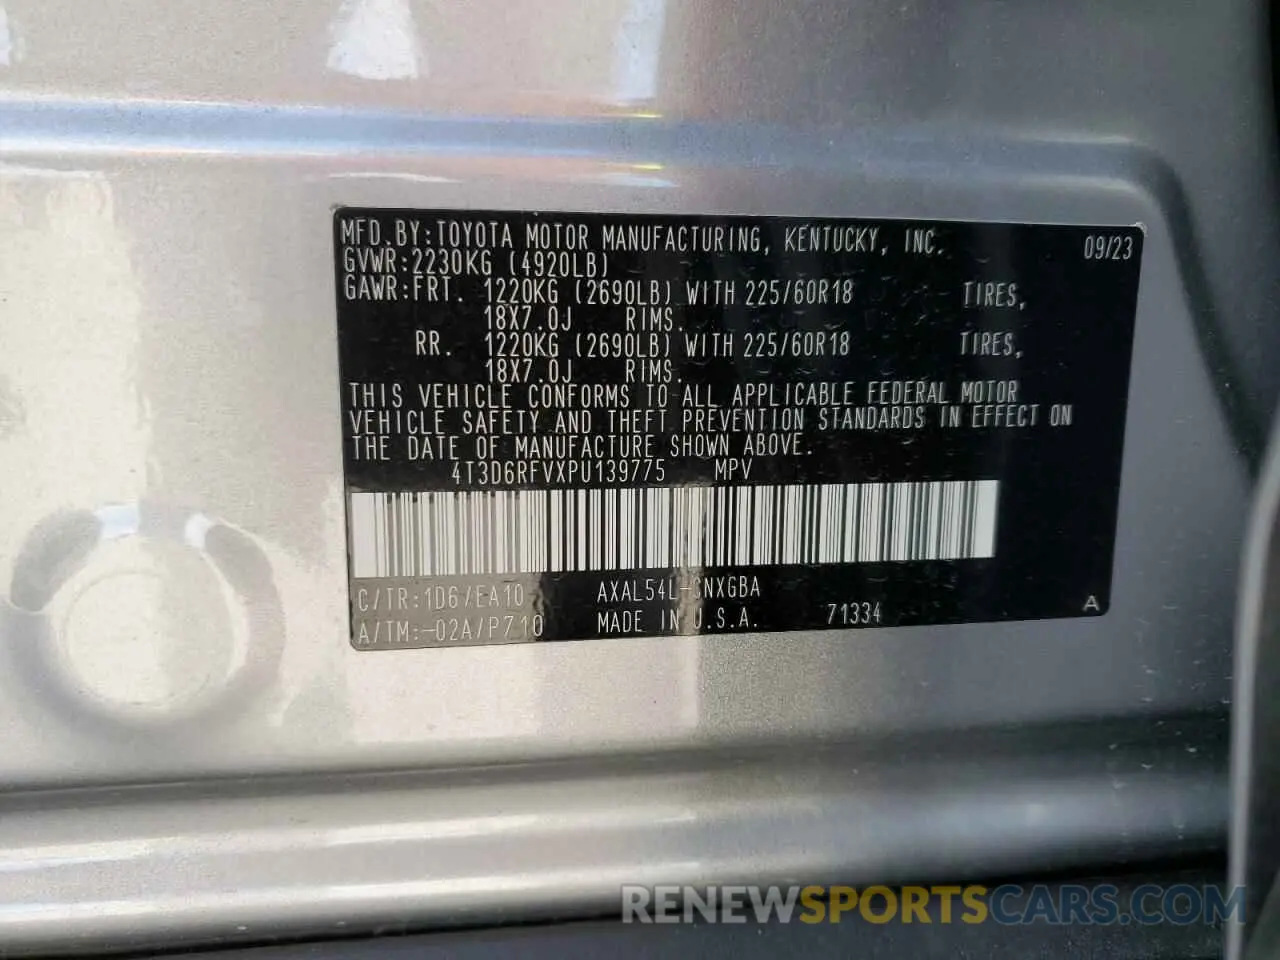 MFD.BY:TOYOTA MOTOR MANUFACTURING, KENTUCKY, INC. 09/23
GVWR:2230KG (4920LB)
GAWR:FRT. 1220KG (2690LB) WITH 225/60R18 TIRES,
18X7.0J RIMS.
RR. 1220KG (2690LB) WITH 225/60R18 TIRES,
18X7.0J RIMS.
THIS VEHICLE CONFORMS TO ALL APPLICABLE FEDERAL MOTOR
VEHICLE SAFETY AND THEFT PREVENTION STANDARDS IN EFFECT ON
THE DATE OF MANUFACTURE SHOWN ABOVE.
4T3D6RFVXPU139775 MPV
C/TR:1D6/EA10
A/TM:-02A/P710 MADE IN U.S.A. 71334 A
RENEWSPORTSCARS.COM